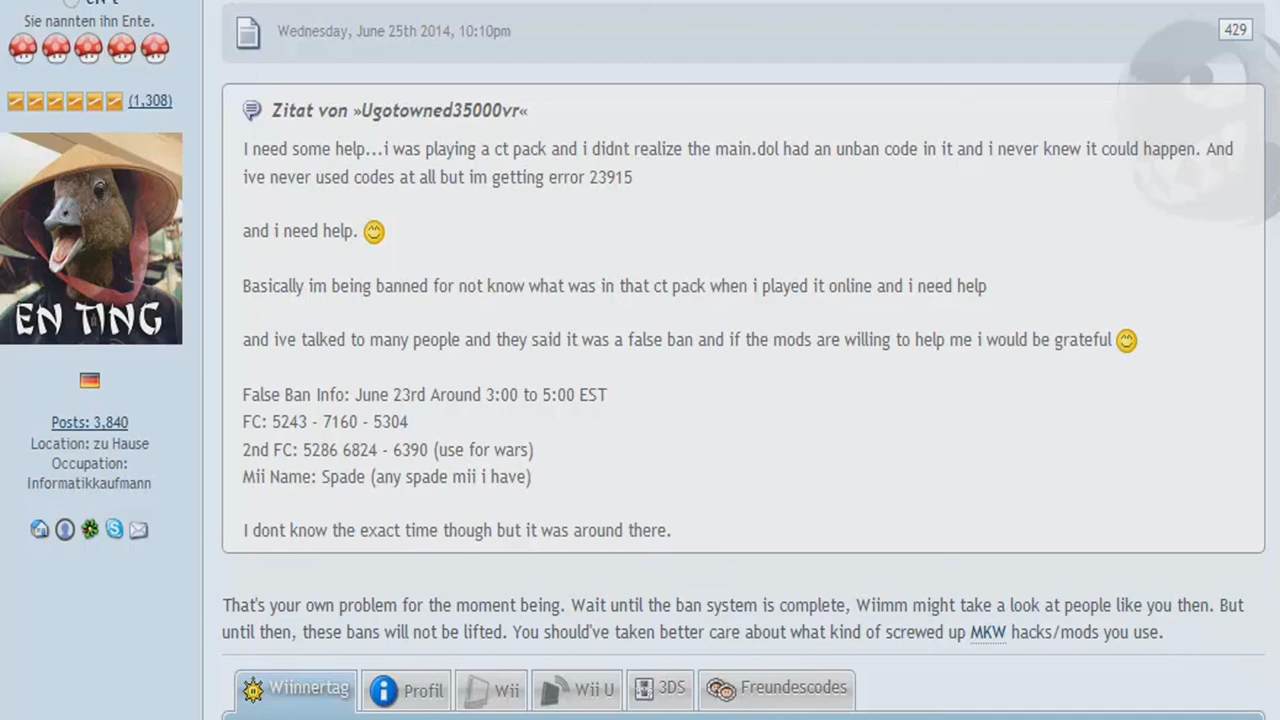 Sie nannten ihn Ente.
(1,308)
EN TING
Posts: 3,840
Location: zu Hause
Occupation:
Informatikkaufmann
Wednesday, June 25th 2014, 10:10pm
429
Zitat von »Ugotowned35000vr«
I need some help...i was playing a ct pack and i didnt realize the main.dol had an unban code in it and i never knew it could happen. And
ive never used codes at all but im getting error 23915
and i need help.
Basically im being banned for not know what was in that ct pack when i played it online and i need help
and ive talked to many people and they said it was a false ban and if the mods are willing to help me i would be grateful
False Ban Info: June 23rd Around 3:00 to 5:00 EST
FC: 5243 - 7160 - 5304
2nd FC: 5286 6824 - 6390 (use for wars)
Mii Name: Spade (any spade mii i have)
I dont know the exact time though but it was around there.
That's your own problem for the moment being. Wait until the ban system is complete, Wiimm might take a look at people like you then. But
until then, these bans will not be lifted. You should've taken better care about what kind of screwed up MKW hacks/mods you use.
Wiinnertag Profil Wii Wii U 3DS Freundescodes